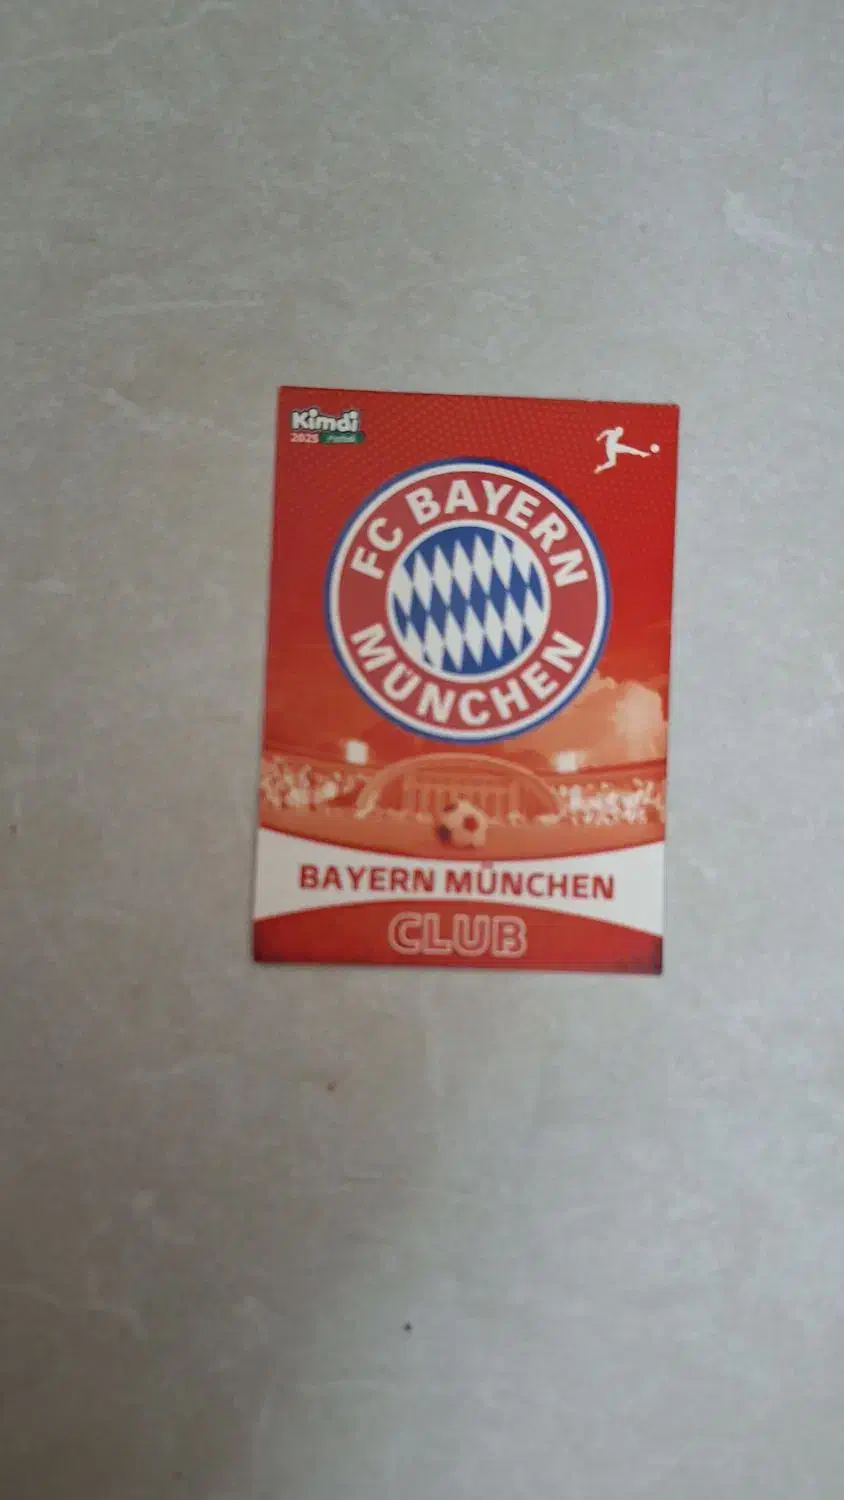 Kimdi
2025
FC BAYERN
MÜNCHEN
BAYERN MÜNCHEN
CLUB